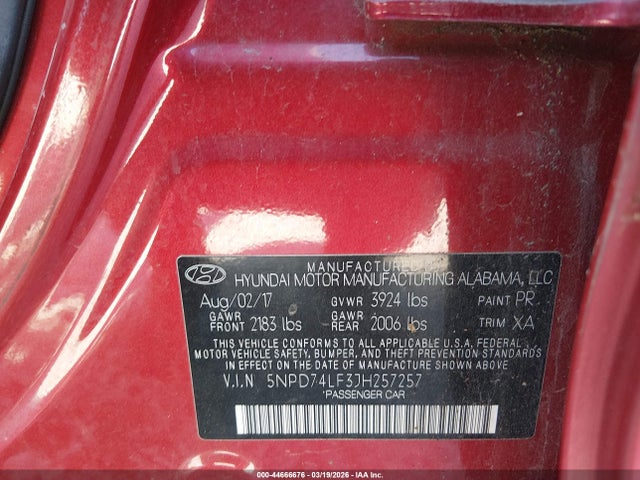 MANUFACTURED
HYUNDAI MOTOR MANUFACTURING ALABAMA, LLC
Aug/02/17 GVWR 3924 lbs PAINT PR
GAWR FRONT 2183 lbs GAWR REAR 2006 lbs TRIM XA
THIS VEHICLE CONFORMS TO ALL APPLICABLE U.S.A. FEDERAL
MOTOR VEHICLE SAFETY, BUMPER, AND THEFT PREVENTION
STANDARDS IN EFFECT ON THE DATE OF MANUFACTURE SHOWN ABOVE
V.I.N 5NPD74LF3JH257257
PASSENGER CAR
000-44666676 | 03/19/2026 | IAA Inc.